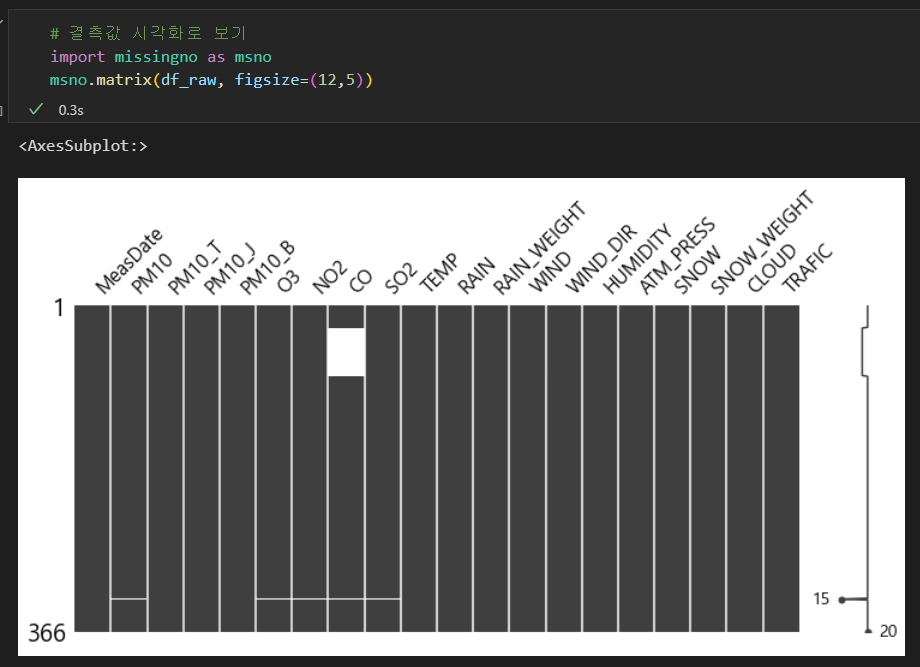 # 결측값 시각화로 보기
import missingno as msno
msno.matrix(df_raw, figsize=(12,5))
0.3s
<AxesSubplot:>
MeasDate
PM10
PM10_T
PM10_J
PM10_B
O3
NO2
CO
SO2
TEMP
RAIN
RAIN_WEIGHT
WIND
WIND_DIR
HUMIDITY
ATM_PRESS
SNOW
SNOW_WEIGHT
CLOUD
TRAFIC
1
15
366
20